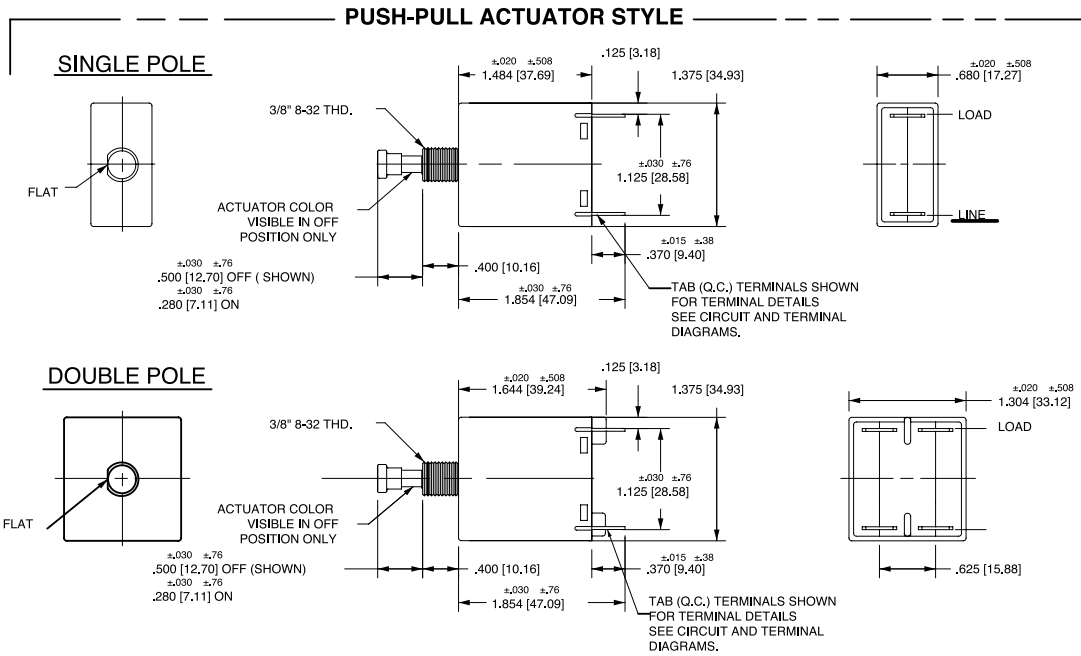 PUSH-PULL ACTUATOR STYLE
SINGLE POLE
FLAT
3/8" 8-32 THD.
ACTUATOR COLOR
VISIBLE IN OFF
POSITION ONLY
±.030 ±.76
.500 [12.70] OFF ( SHOWN)
±.030 ±.76
.280 [7.11] ON
±.020 ±.508
1.484 [37.69]
.125 [3.18]
1.375 [34.93]
±.030 ±.76
1.125 [28.58]
±.015 ±.38
.370 [9.40]
.400 [10.16]
±.030 ±.76
1.854 [47.09]
TAB (Q.C.) TERMINALS SHOWN
FOR TERMINAL DETAILS
SEE CIRCUIT AND TERMINAL
DIAGRAMS.
±.020 ±.508
.680 [17.27]
LOAD
LINE
DOUBLE POLE
FLAT
3/8" 8-32 THD.
ACTUATOR COLOR
VISIBLE IN OFF
POSITION ONLY
±.030 ±.76
.500 [12.70] OFF (SHOWN)
±.030 ±.76
.280 [7.11] ON
±.020 ±.508
1.644 [39.24]
.125 [3.18]
1.375 [34.93]
±.030 ±.76
1.125 [28.58]
±.015 ±.38
.370 [9.40]
.400 [10.16]
±.030 ±.76
1.854 [47.09]
TAB (Q.C.) TERMINALS SHOWN
FOR TERMINAL DETAILS
SEE CIRCUIT AND TERMINAL
DIAGRAMS.
±.020 ±.508
1.304 [33.12]
LOAD
.625 [15.88]